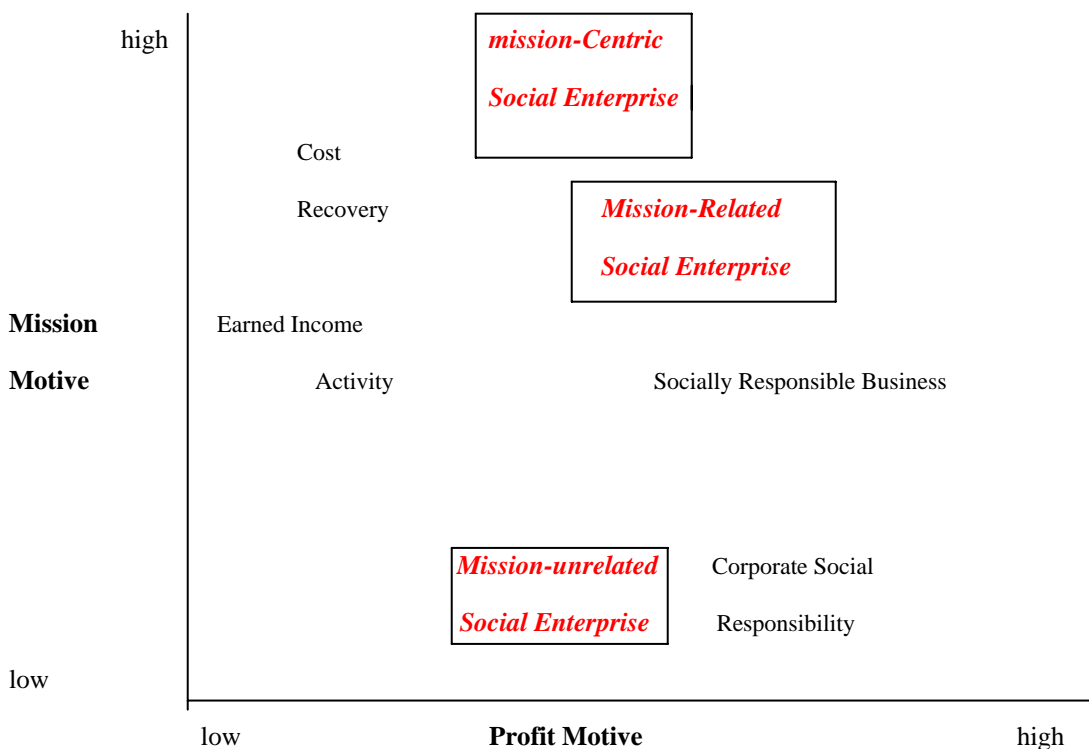 high
mission-Centric
Social Enterprise
Cost
Recovery
Mission-Related
Social Enterprise
Mission
Earned Income
Motive
Activity
Socially Responsible Business
Mission-unrelated
Corporate Social
Social Enterprise
Responsibility
low
low
Profit Motive
high